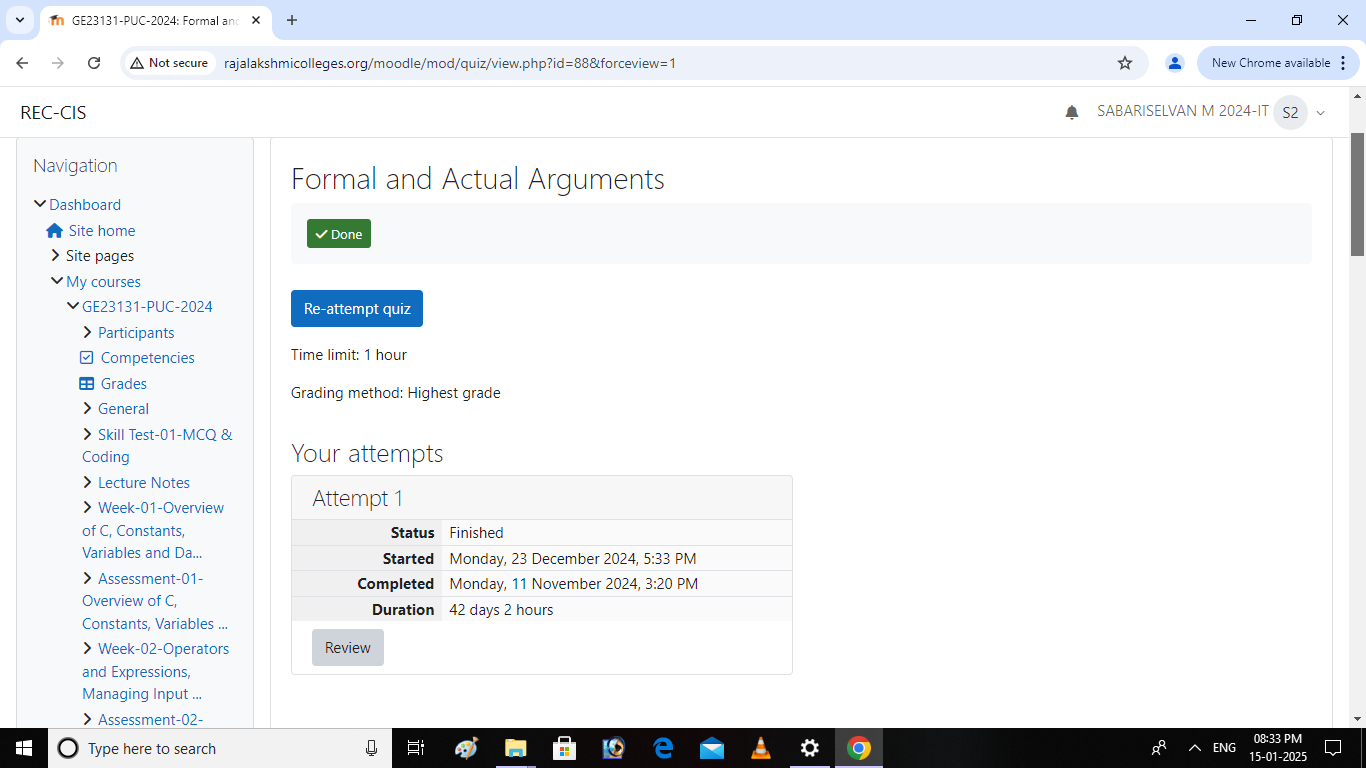 GE23131-PUC-2024: Formal and
Not secure
rajalakshmicolleges.org/moodle/mod/quiz/view.php?id=88&forceview=1
New Chrome available
REC-CIS
SABARISELVAN M 2024-IT
S2
Navigation
Dashboard
Site home
Site pages
My courses
GE23131-PUC-2024
Participants
Competencies
Grades
General
Skill Test-01-MCQ &
Coding
Lecture Notes
Week-01-Overview
of C, Constants,
Variables and Da...
Assessment-01-
Overview of C,
Constants, Variables ...
Week-02-Operators
and Expressions,
Managing Input ...
Assessment-02-
Formal and Actual Arguments
Done
Re-attempt quiz
Time limit: 1 hour
Grading method: Highest grade
Your attempts
Attempt 1
Status Finished
Started Monday, 23 December 2024, 5:33 PM
Completed Monday, 11 November 2024, 3:20 PM
Duration 42 days 2 hours
Review
Type here to search
ENG
08:33 PM
15-01-2025